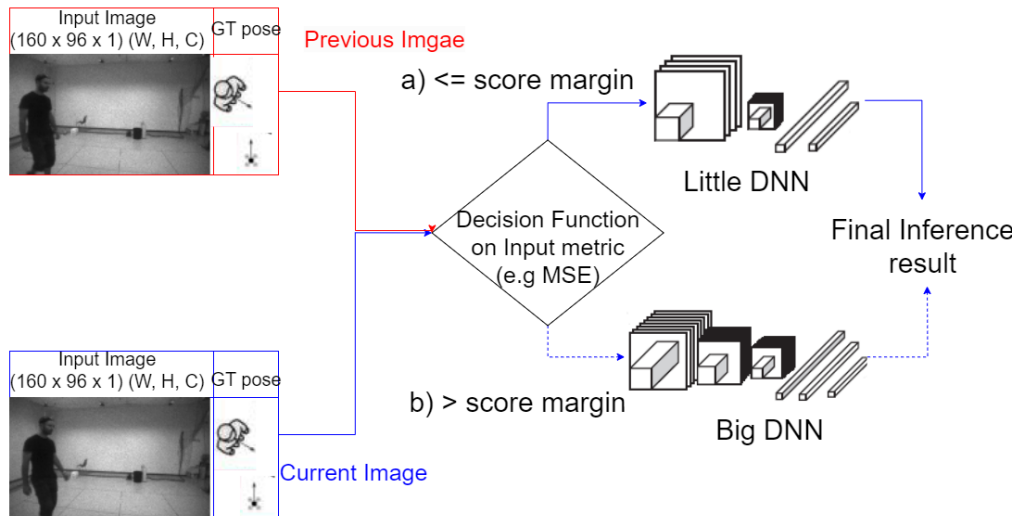 Input Image
(160 x 96 x 1) (W, H, C)
GT pose
Previous Imgae
a) <= score margin
Little DNN
Decision Function
on Input metric
(e.g MSE)
Final Inference
result
Input Image
(160 x 96 x 1) (W, H, C)
GT pose
b) > score margin
Big DNN
Current Image